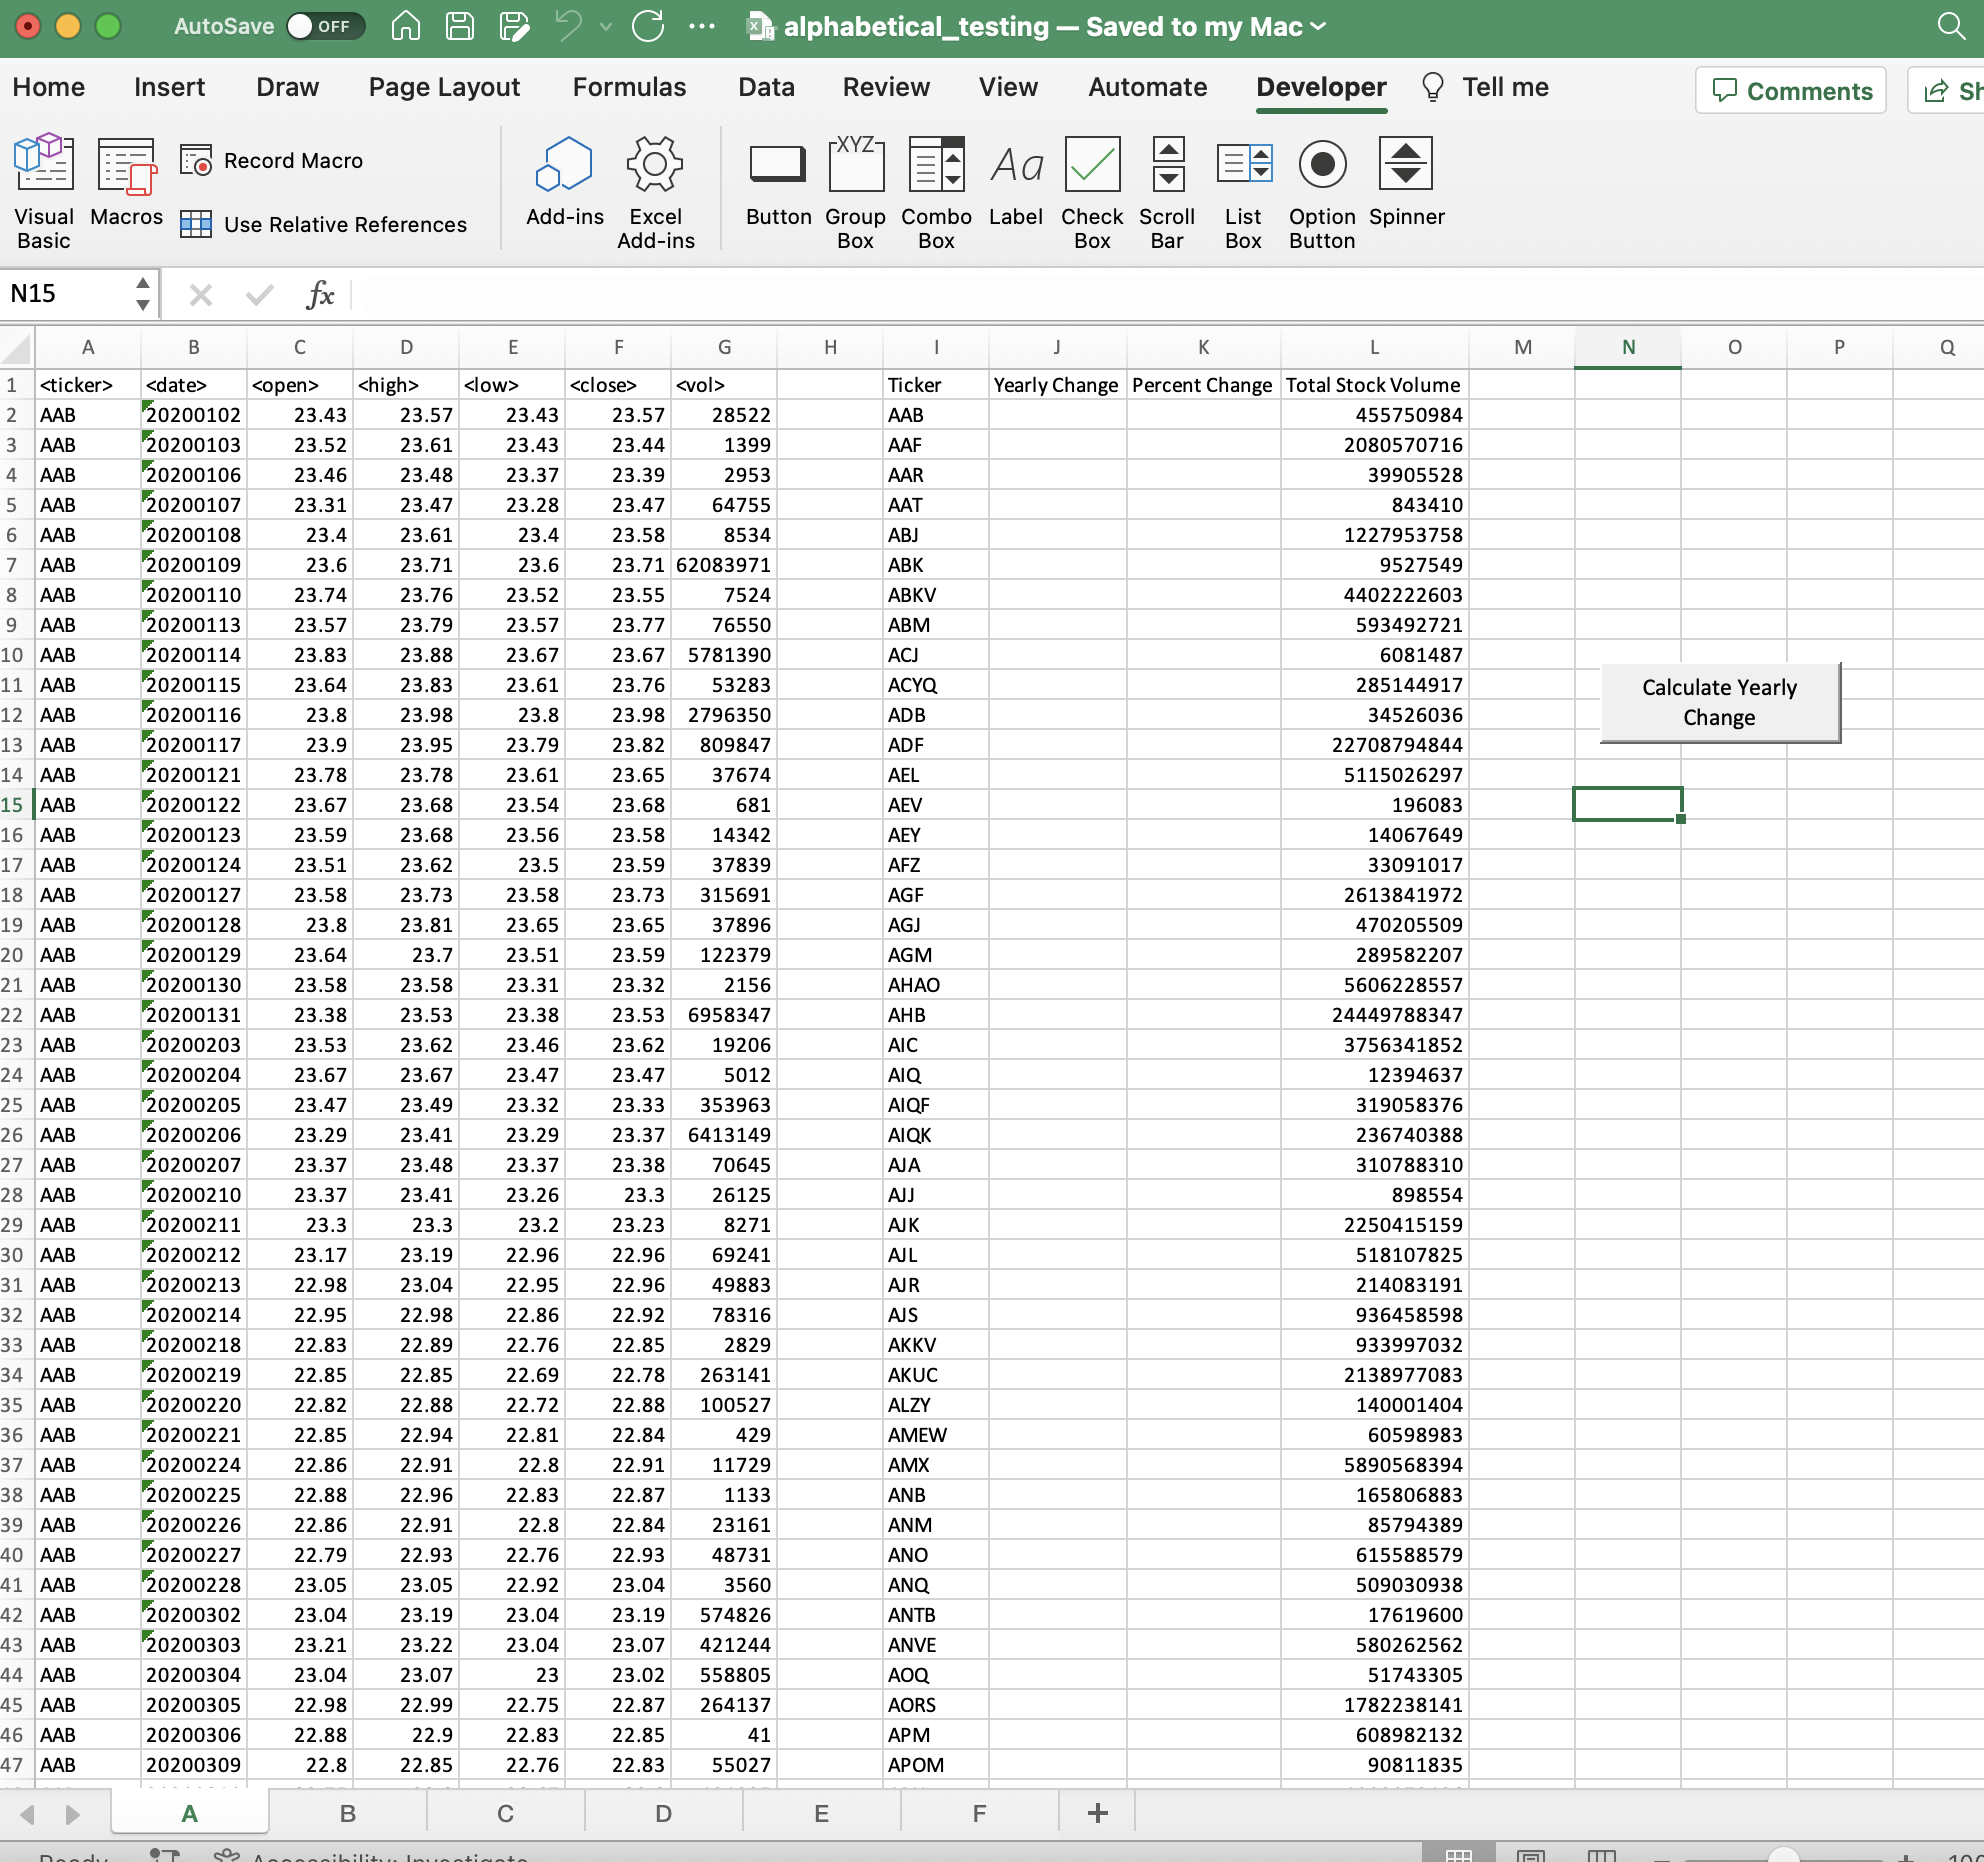 AutoSave OFF alphabetical_testing — Saved to my Mac
Home Insert Draw Page Layout Formulas Data Review View Automate Developer Tell me Comments
Visual Basic Macros Record Macro Use Relative References Add-ins Excel Add-ins Button Group Box Combo Box Label Check Box Scroll Bar List Box Option Button Spinner
N15 fx
A B C D E F G H I J K L M N O P Q
1 <ticker> <date> <open> <high> <low> <close> <vol> Ticker Yearly Change Percent Change Total Stock Volume
2 AAB 20200102 23.43 23.57 23.43 23.57 28522 AAB 455750984
3 AAB 20200103 23.52 23.61 23.43 23.44 1399 AAF 2080570716
4 AAB 20200106 23.46 23.48 23.37 23.39 2953 AAR 39905528
5 AAB 20200107 23.31 23.47 23.28 23.47 64755 AAT 843410
6 AAB 20200108 23.4 23.61 23.4 23.58 8534 ABJ 1227953758
7 AAB 20200109 23.6 23.71 23.6 23.71 62083971 ABK 9527549
8 AAB 20200110 23.74 23.76 23.52 23.55 7524 ABKV 4402222603
9 AAB 20200113 23.57 23.79 23.57 23.77 76550 ABM 593492721
10 AAB 20200114 23.83 23.88 23.67 23.67 5781390 ACJ 6081487
11 AAB 20200115 23.64 23.83 23.61 23.76 53283 ACYQ 285144917 Calculate Yearly
12 AAB 20200116 23.8 23.98 23.8 23.98 2796350 ADB 34526036 Change
13 AAB 20200117 23.9 23.95 23.79 23.82 809847 ADF 22708794844
14 AAB 20200121 23.78 23.78 23.61 23.65 37674 AEL 5115026297
15 AAB 20200122 23.67 23.68 23.54 23.68 681 AEV 196083
16 AAB 20200123 23.59 23.68 23.56 23.58 14342 AEY 14067649
17 AAB 20200124 23.51 23.62 23.5 23.59 37839 AFZ 33091017
18 AAB 20200127 23.58 23.73 23.58 23.73 315691 AGF 2613841972
19 AAB 20200128 23.8 23.81 23.65 23.65 37896 AGJ 470205509
20 AAB 20200129 23.64 23.7 23.51 23.59 122379 AGM 289582207
21 AAB 20200130 23.58 23.58 23.31 23.32 2156 AHAO 5606228557
22 AAB 20200131 23.38 23.53 23.38 23.53 6958347 AHB 24449788347
23 AAB 20200203 23.53 23.62 23.46 23.62 19206 AIC 3756341852
24 AAB 20200204 23.67 23.67 23.47 23.47 5012 AIQ 12394637
25 AAB 20200205 23.47 23.49 23.32 23.33 353963 AIQF 319058376
26 AAB 20200206 23.29 23.41 23.29 23.37 6413149 AIQK 236740388
27 AAB 20200207 23.37 23.48 23.37 23.38 70645 AJA 310788310
28 AAB 20200210 23.37 23.41 23.26 23.3 26125 AJJ 898554
29 AAB 20200211 23.3 23.3 23.2 23.23 8271 AJK 2250415159
30 AAB 20200212 23.17 23.19 22.96 22.96 69241 AJL 518107825
31 AAB 20200213 22.98 23.04 22.95 22.96 49883 AJR 214083191
32 AAB 20200214 22.95 22.98 22.86 22.92 78316 AJS 936458598
33 AAB 20200218 22.83 22.89 22.76 22.85 2829 AKKV 933997032
34 AAB 20200219 22.85 22.85 22.69 22.78 263141 AKUC 2138977083
35 AAB 20200220 22.82 22.88 22.72 22.88 100527 ALZY 140001404
36 AAB 20200221 22.85 22.94 22.81 22.84 429 AMEW 60598983
37 AAB 20200224 22.86 22.91 22.8 22.91 11729 AMX 5890568394
38 AAB 20200225 22.88 22.96 22.83 22.87 1133 ANB 165806883
39 AAB 20200226 22.86 22.91 22.8 22.84 23161 ANM 85794389
40 AAB 20200227 22.79 22.93 22.76 22.93 48731 ANO 615588579
41 AAB 20200228 23.05 23.05 22.92 23.04 3560 ANQ 509030938
42 AAB 20200302 23.04 23.19 23.04 23.19 574826 ANTB 17619600
43 AAB 20200303 23.21 23.22 23.04 23.07 421244 ANVE 580262562
44 AAB 20200304 23.04 23.07 23 23.02 558805 AOQ 51743305
45 AAB 20200305 22.98 22.99 22.75 22.87 264137 AORS 1782238141
46 AAB 20200306 22.88 22.9 22.83 22.85 41 APM 608982132
47 AAB 20200309 22.8 22.85 22.76 22.83 55027 APOM 90811835
A B C D E F +
Ready Accessibility: Investigate